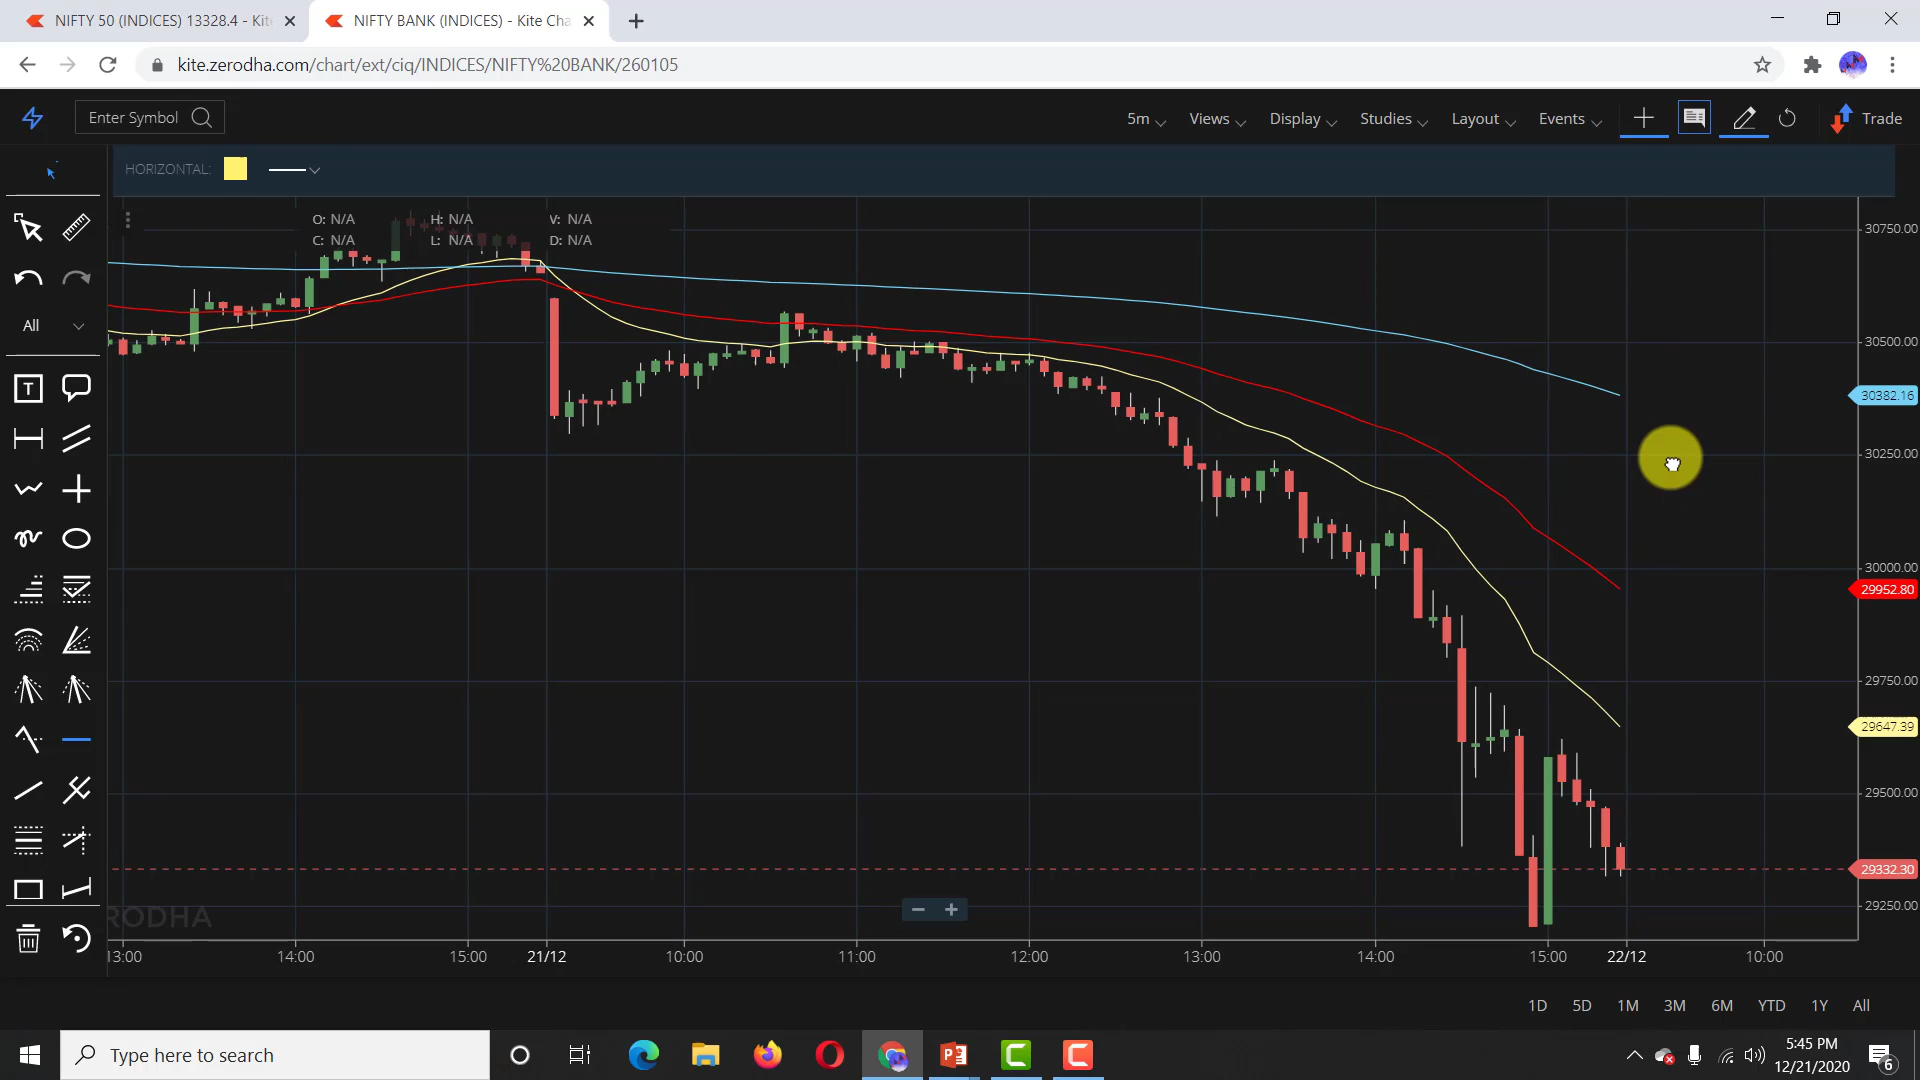 NIFTY 50 (INDICES) 13328.4 - Kit
NIFTY BANK (INDICES) - Kite Cha
kite.zerodha.com/chart/ext/ciq/INDICES/NIFTY%20BANK/260105
Enter Symbol
5m
Views
Display
Studies
Layout
Events
Trade
HORIZONTAL:
O: N/A H: N/A V: N/A
C: N/A L: N/A D: N/A
All
T
30750.00
30500.00
30382.16
30250.00
30000.00
29952.80
29750.00
29647.39
29500.00
29332.30
29250.00
RODHA
13:00 14:00 15:00 21/12 10:00 11:00 12:00 13:00 14:00 15:00 22/12 10:00
1D 5D 1M 3M 6M YTD 1Y All
Type here to search
5:45 PM
12/21/2020
6